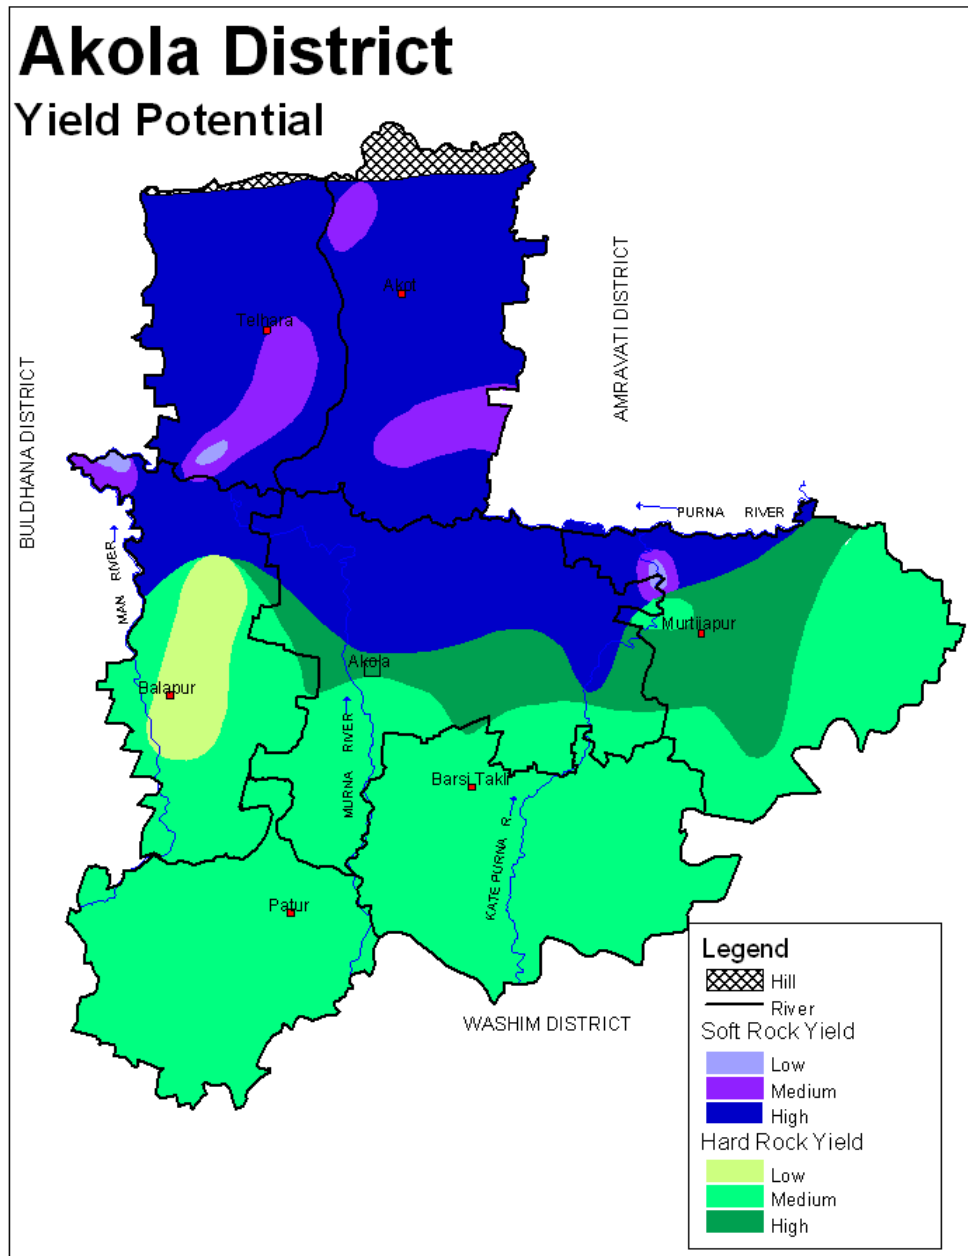 Akola District
Yield Potential
BULDHANA DISTRICT
AMRAVATI DISTRICT
Akot
Telhara
PURNA RIVER
MAN RIVER
Murtijapur
Akola
Balapur
MURNA RIVER
Barsi Takli
KATE PURNA R.
Patur
WASHIM DISTRICT
Legend
Hill
River
Soft Rock Yield
Low
Medium
High
Hard Rock Yield
Low
Medium
High